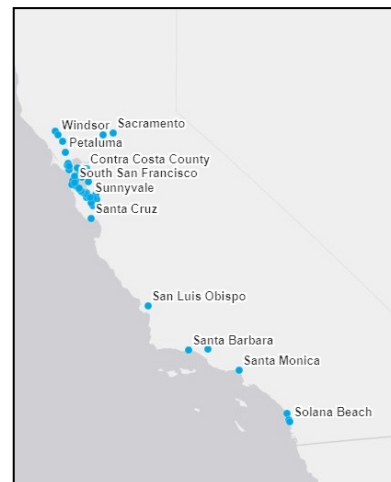 Windsor
Sacramento
Petaluma
Contra Costa County
South San Francisco
Sunnyvale
Santa Cruz
San Luis Obispo
Santa Barbara
Santa Monica
Solana Beach